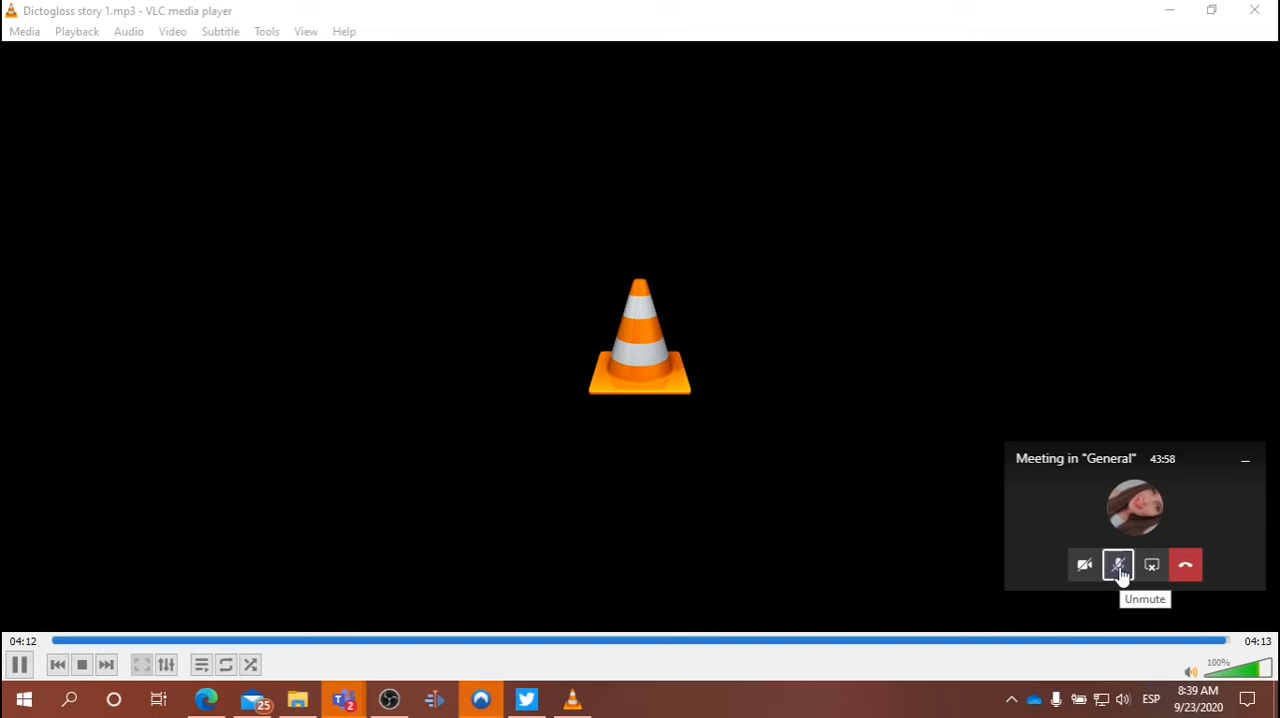 Dictogloss story 1.mp3 - VLC media player
Media Playback Audio Video Subtitle Tools View Help
Meeting in "General" 43:58
Unmute
04:12 04:13
100%
25
2
ESP
8:39 AM
9/23/2020